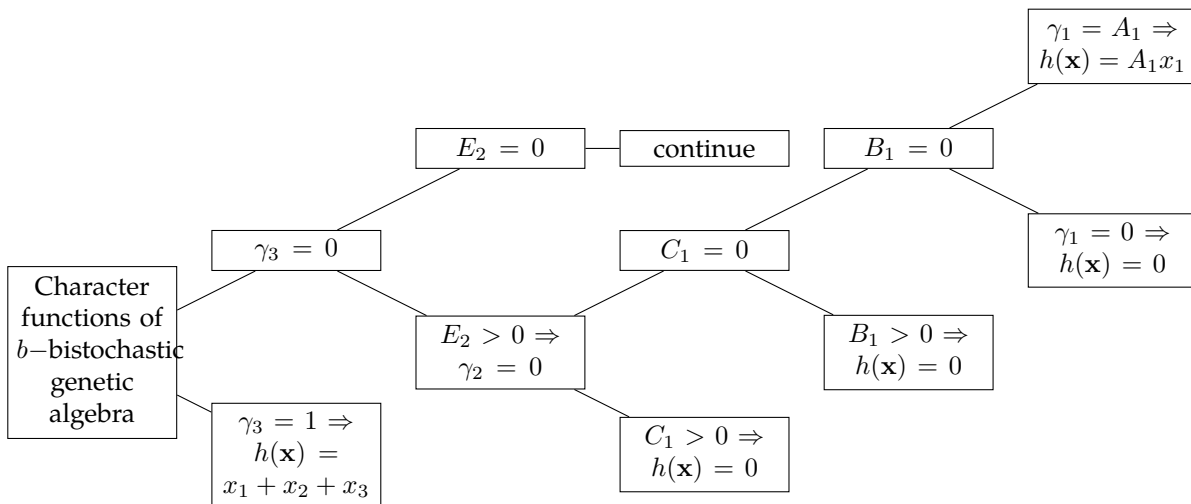 Character
functions of
b−bistochastic
genetic
algebra
γ₃ = 0
γ₃ = 1 ⇒
h(𝐱) =
x₁ + x₂ + x₃
E₂ = 0
E₂ > 0 ⇒
γ₂ = 0
continue
C₁ = 0
C₁ > 0 ⇒
h(𝐱) = 0
B₁ = 0
B₁ > 0 ⇒
h(𝐱) = 0
γ₁ = A₁ ⇒
h(𝐱) = A₁x₁
γ₁ = 0 ⇒
h(𝐱) = 0